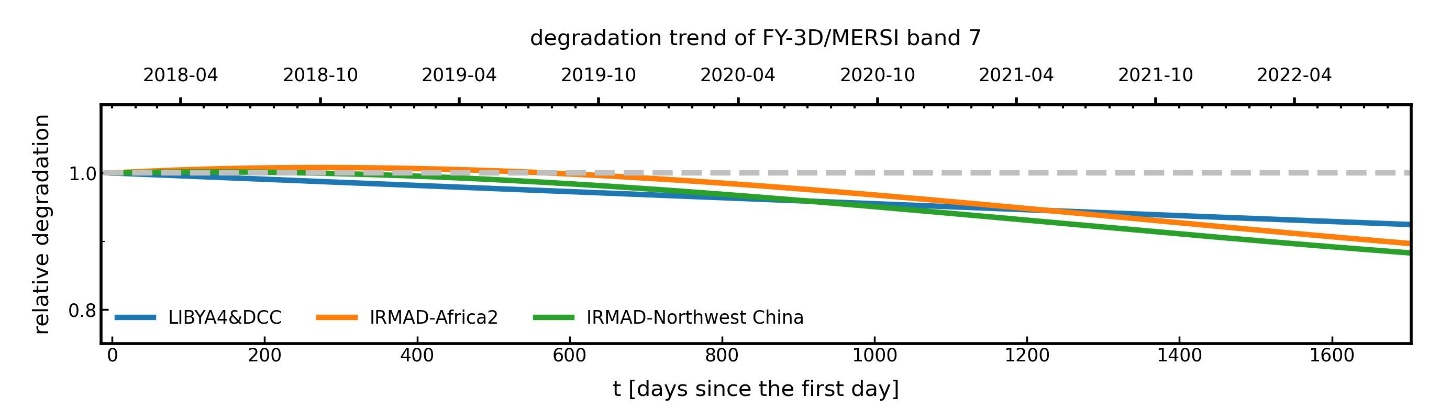 degradation trend of FY-3D/MERSI band 7
2018-04 2018-10 2019-04 2019-10 2020-04 2020-10 2021-04 2021-10 2022-04
relative degradation
1.0
0.8
LIBYA4&DCC IRMAD-Africa2 IRMAD-Northwest China
0 200 400 600 800 1000 1200 1400 1600
t [days since the first day]